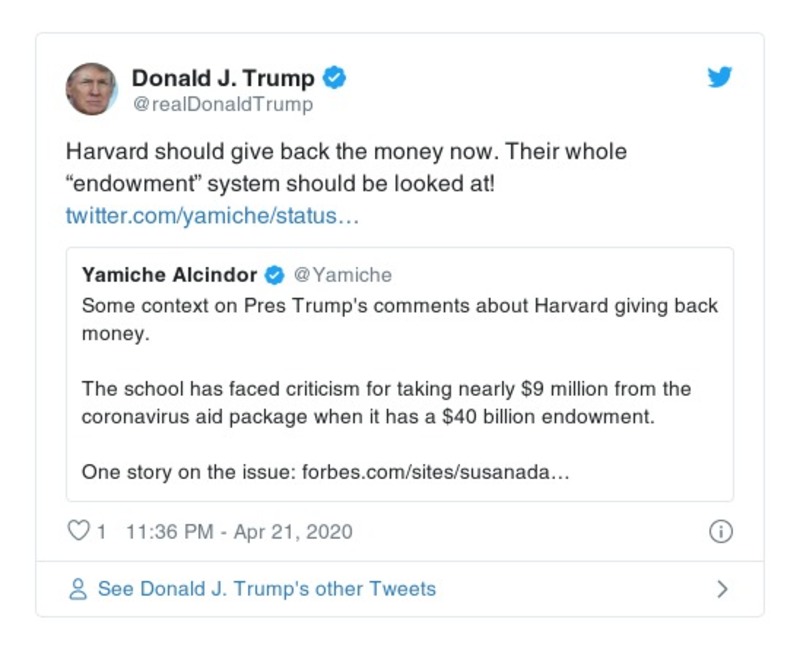 Donald J. Trump
@realDonaldTrump
Harvard should give back the money now. Their whole
“endowment” system should be looked at!
twitter.com/yamiche/status…
Yamiche Alcindor @Yamiche
Some context on Pres Trump's comments about Harvard giving back
money.
The school has faced criticism for taking nearly $9 million from the
coronavirus aid package when it has a $40 billion endowment.
One story on the issue: forbes.com/sites/susanada…
1 11:36 PM - Apr 21, 2020
See Donald J. Trump's other Tweets